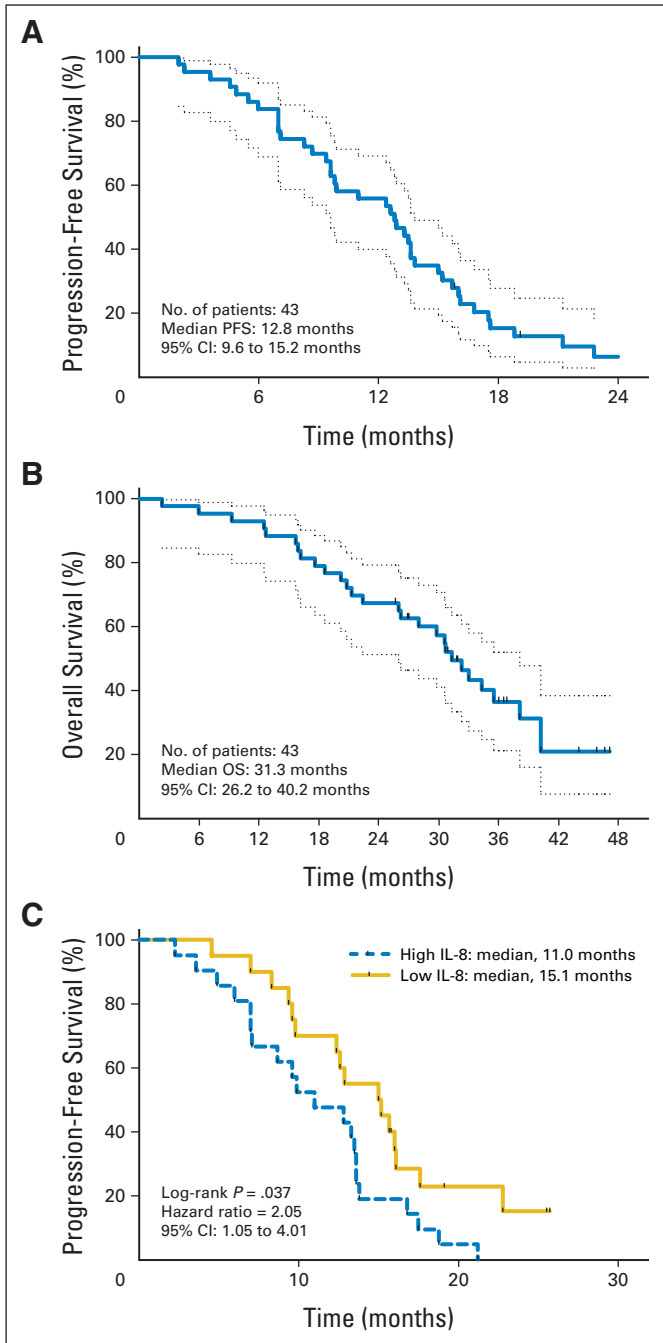 A
Progression-Free Survival (%)
100
80
60
40
20
0
No. of patients: 43
Median PFS: 12.8 months
95% CI: 9.6 to 15.2 months
6
12
18
24
Time (months)
B
Overall Survival (%)
100
80
60
40
20
0
No. of patients: 43
Median OS: 31.3 months
95% CI: 26.2 to 40.2 months
6
12
18
24
30
36
42
48
Time (months)
C
Progression-Free Survival (%)
100
80
60
40
20
0
High IL-8: median, 11.0 months
Low IL-8: median, 15.1 months
Log-rank P = .037
Hazard ratio = 2.05
95% CI: 1.05 to 4.01
10
20
30
Time (months)